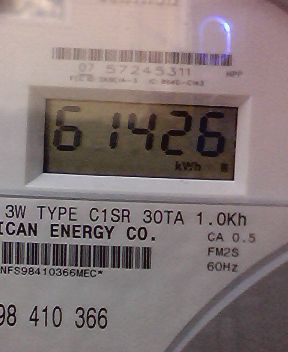 07 57245311 HPP
61426
kWh
3W TYPE C1SR 30TA 1.0Kh
ICAN ENERGY CO.
CA 0.5
FM2S
60Hz
NFS98410366MEC*
98 410 366